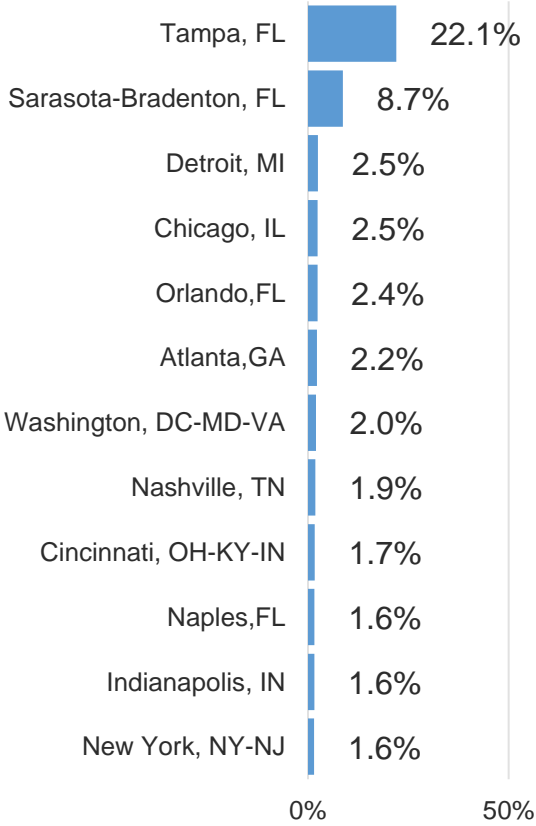 Tampa, FL 22.1%
Sarasota-Bradenton, FL 8.7%
Detroit, MI 2.5%
Chicago, IL 2.5%
Orlando,FL 2.4%
Atlanta,GA 2.2%
Washington, DC-MD-VA 2.0%
Nashville, TN 1.9%
Cincinnati, OH-KY-IN 1.7%
Naples,FL 1.6%
Indianapolis, IN 1.6%
New York, NY-NJ 1.6%
0% 50%